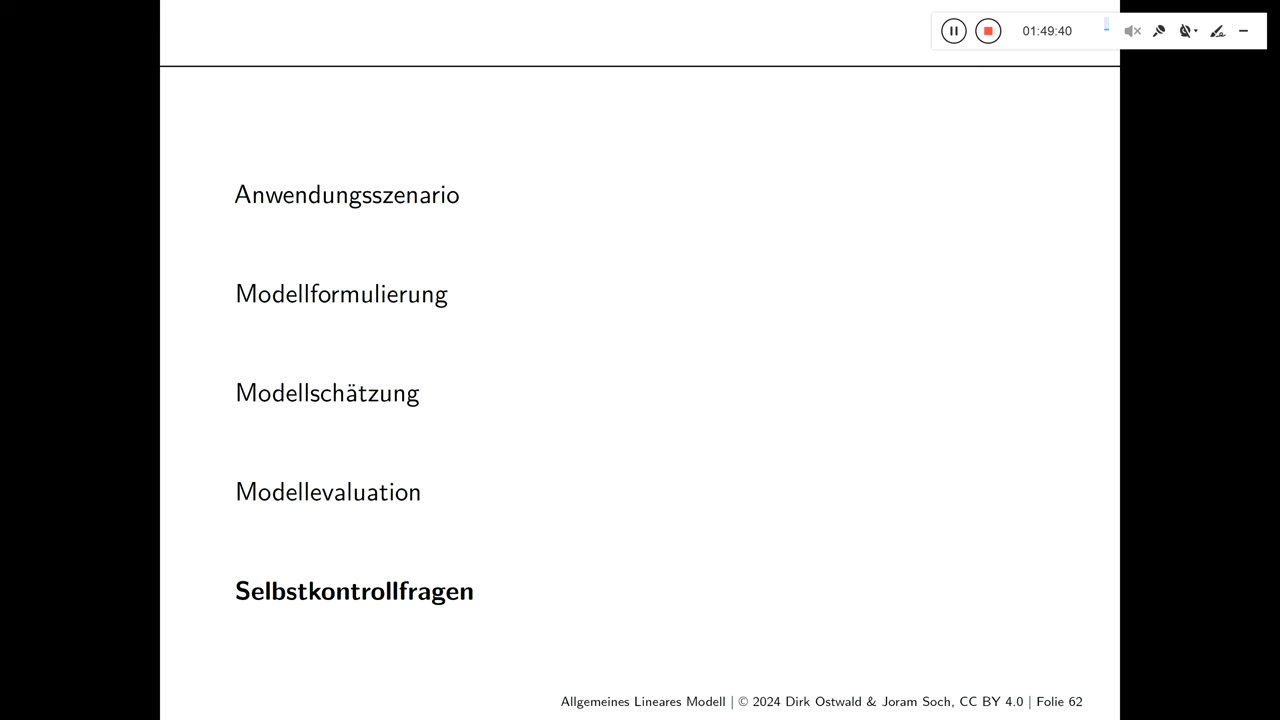 01:49:40
Anwendungsszenario
Modellformulierung
Modellschätzung
Modellevaluation
Selbstkontrollfragen
Allgemeines Lineares Modell | © 2024 Dirk Ostwald & Joram Soch, CC BY 4.0 | Folie 62